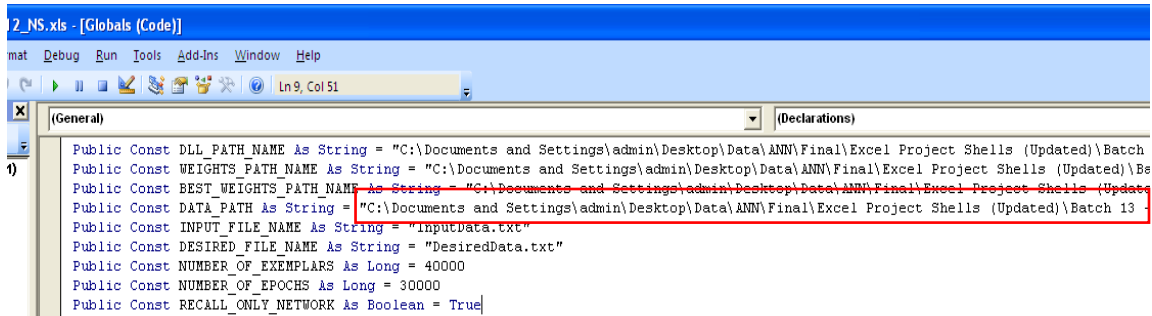 12_NS.xls - [Globals (Code)]
rmat Debug Run Tools Add-Ins Window Help
Ln 9, Col 51
(General) (Declarations)
1)
Public Const DLL_PATH_NAME As String = "C:\Documents and Settings\admin\Desktop\Data\ANN\Final\Excel Project Shells (Updated)\Batch
Public Const WEIGHTS_PATH_NAME As String = "C:\Documents and Settings\admin\Desktop\Data\ANN\Final\Excel Project Shells (Updated)\Ba
Public Const BEST_WEIGHTS_PATH_NAME As String = "C:\Documents and Settings\admin\Desktop\Data\ANN\Final\Excel Project Shells (Update
Public Const DATA_PATH As String = "C:\Documents and Settings\admin\Desktop\Data\ANN\Final\Excel Project Shells (Updated)\Batch 13 -
Public Const INPUT_FILE_NAME As String = "InputData.txt"
Public Const DESIRED_FILE_NAME As String = "DesiredData.txt"
Public Const NUMBER_OF_EXEMPLARS As Long = 40000
Public Const NUMBER_OF_EPOCHS As Long = 30000
Public Const RECALL_ONLY_NETWORK As Boolean = True